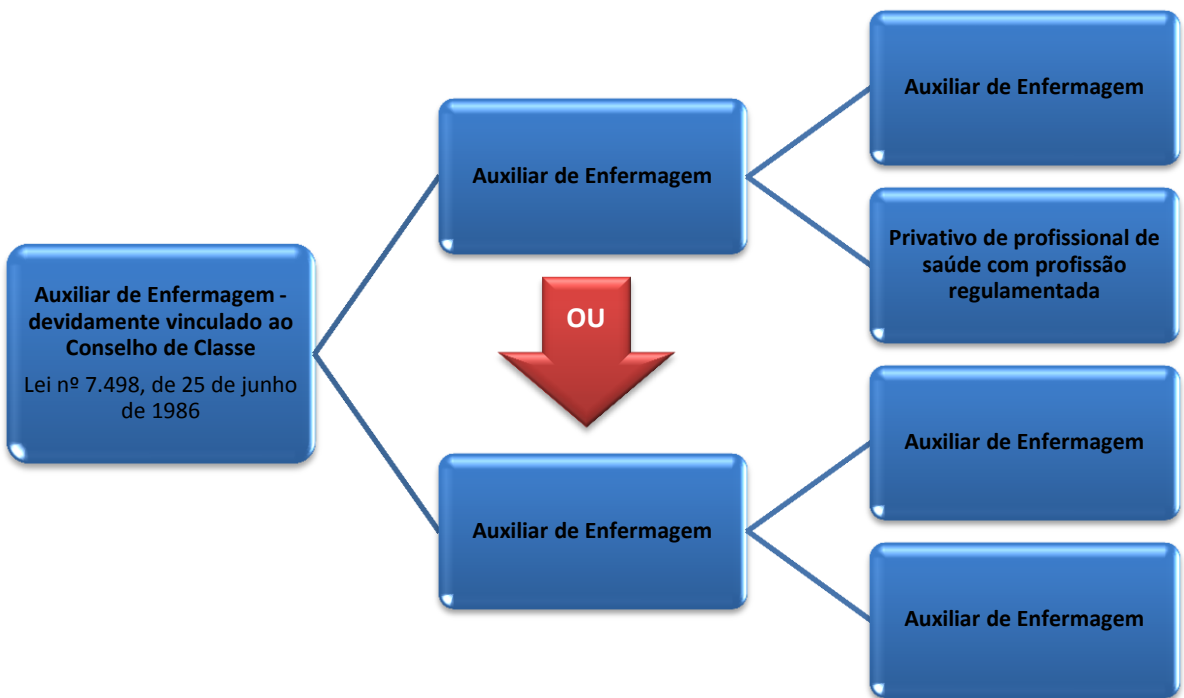 Auxiliar de Enfermagem -
devidamente vinculado ao
Conselho de Classe
Lei nº 7.498, de 25 de junho
de 1986
Auxiliar de Enfermagem
OU
Auxiliar de Enfermagem
Auxiliar de Enfermagem
Privativo de profissional de
saúde com profissão
regulamentada
Auxiliar de Enfermagem
Auxiliar de Enfermagem